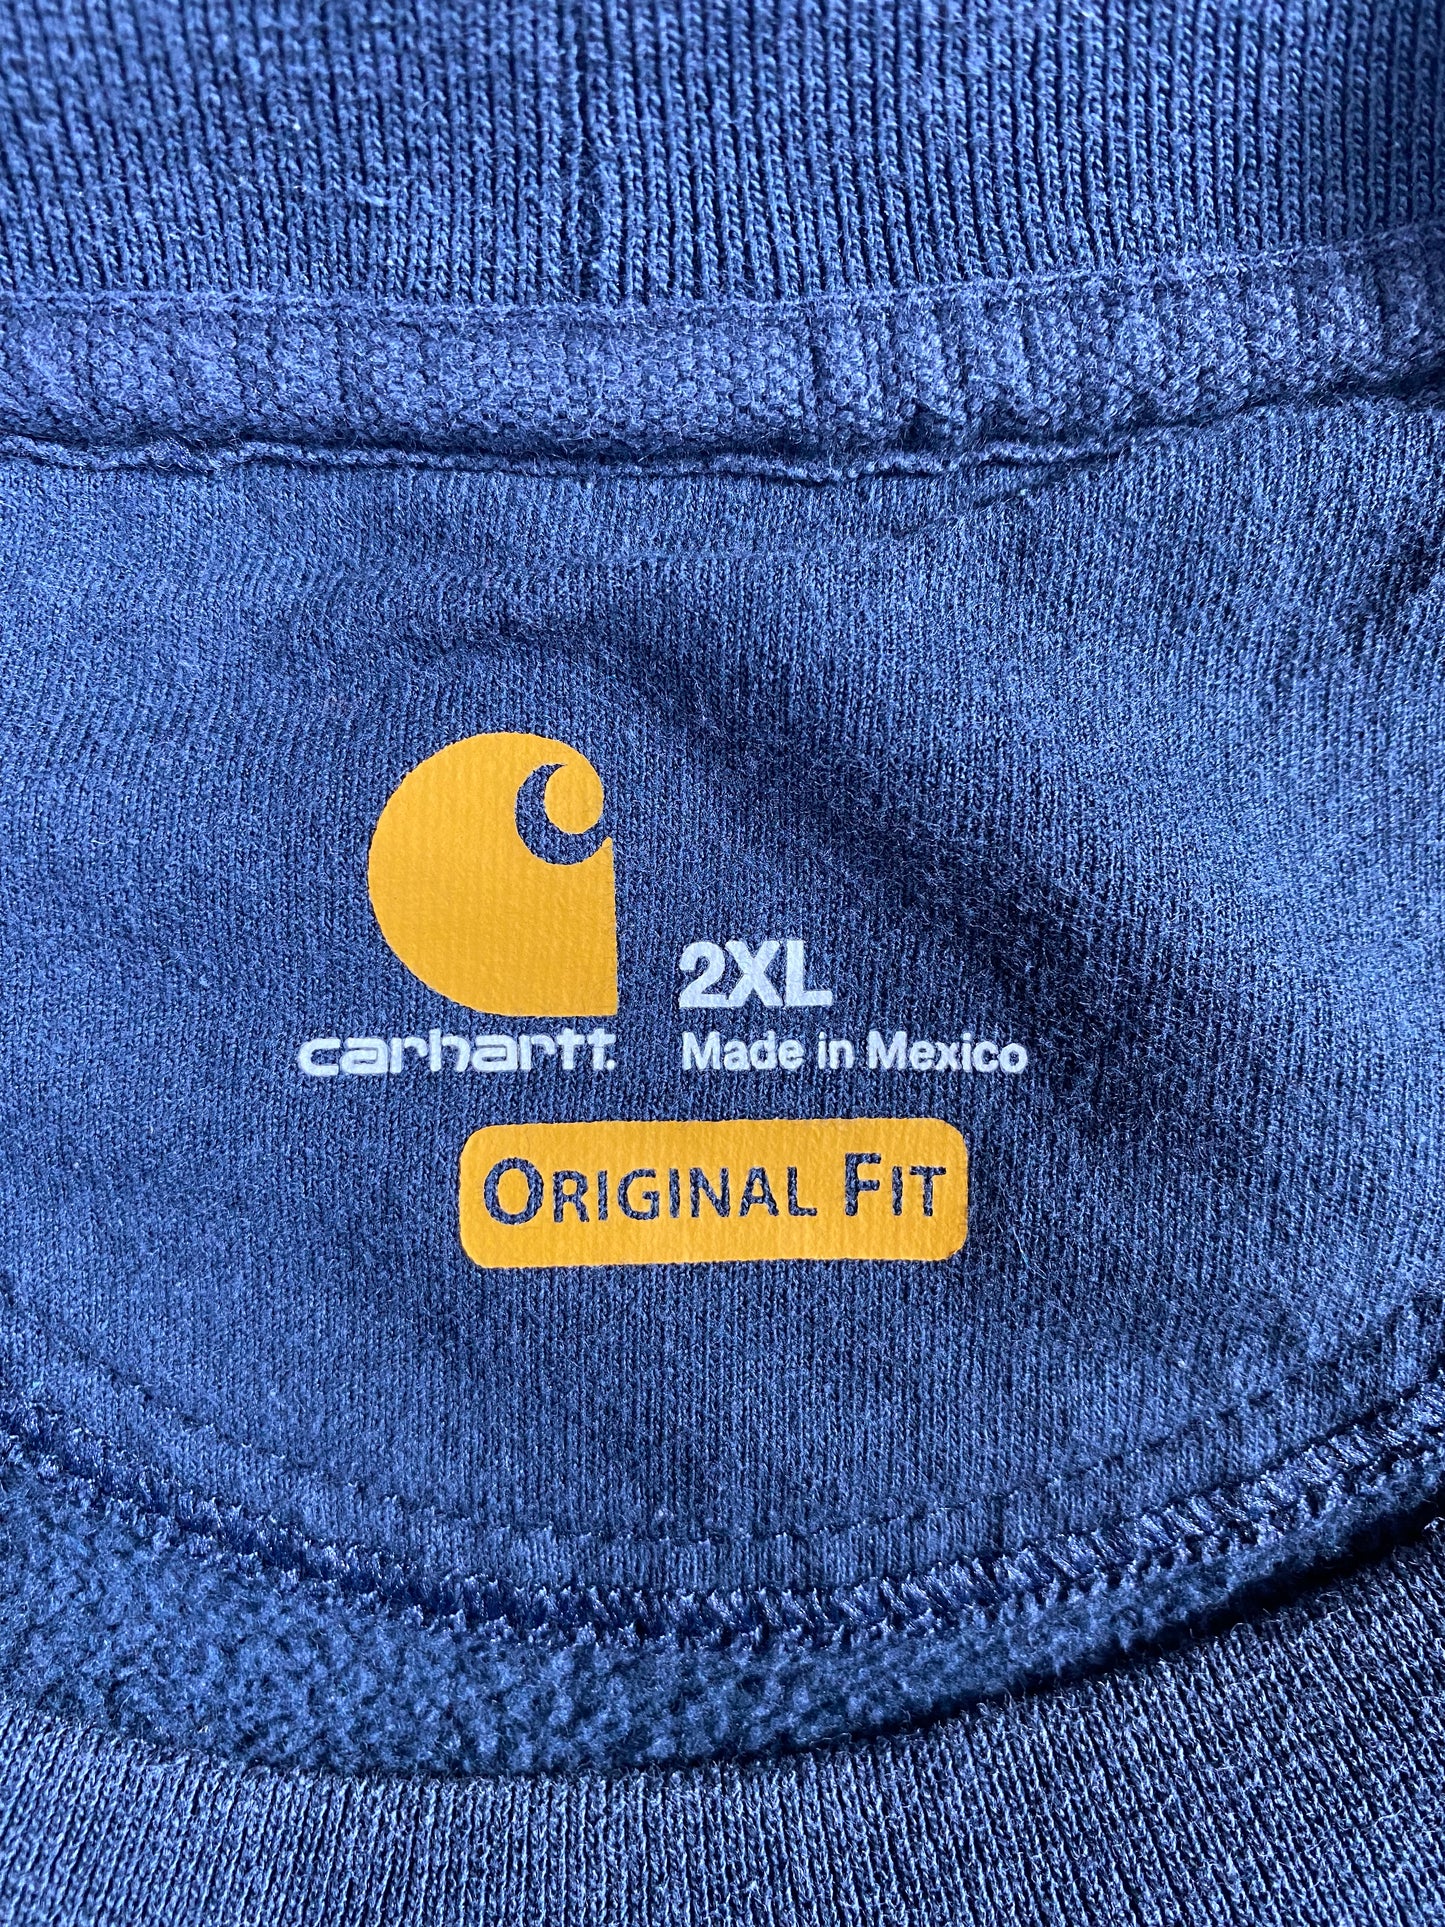 2XL
carhartt.
Made in Mexico
ORIGINAL FIT